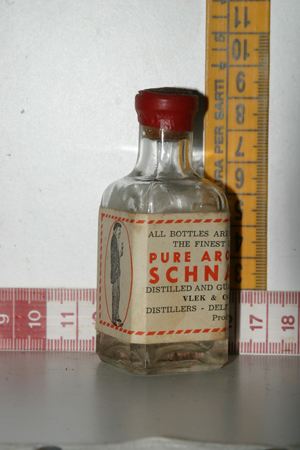 ALL BOTTLES ARE
THE FINEST
PURE ARO
SCHNA
DISTILLED AND GU
VLEK & C
DISTILLERS - DEL
Pro
11
10
9
8
7
6
5
RA PER SARTI
9
10
11
12
17
18